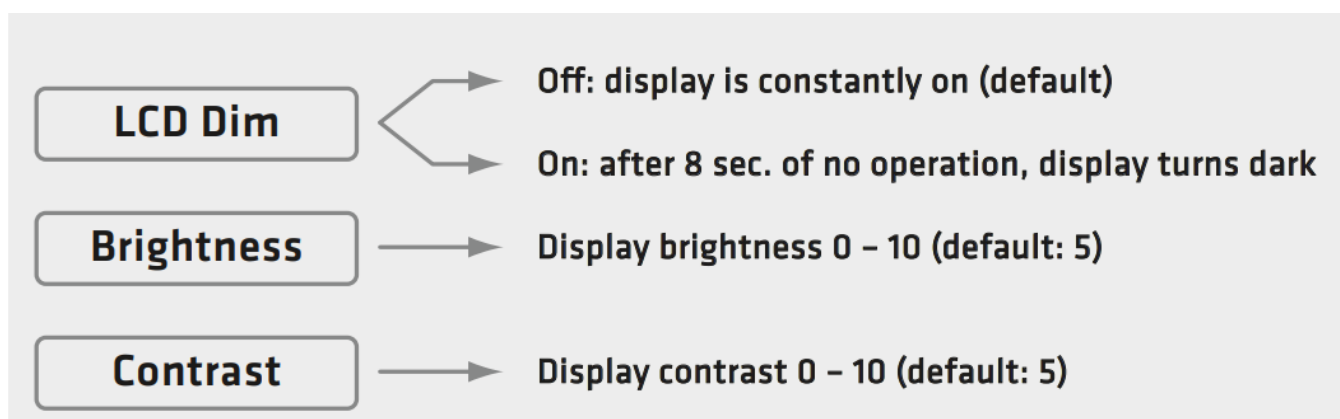 LCD Dim
Off: display is constantly on (default)
On: after 8 sec. of no operation, display turns dark
Brightness
Display brightness 0 – 10 (default: 5)
Contrast
Display contrast 0 – 10 (default: 5)